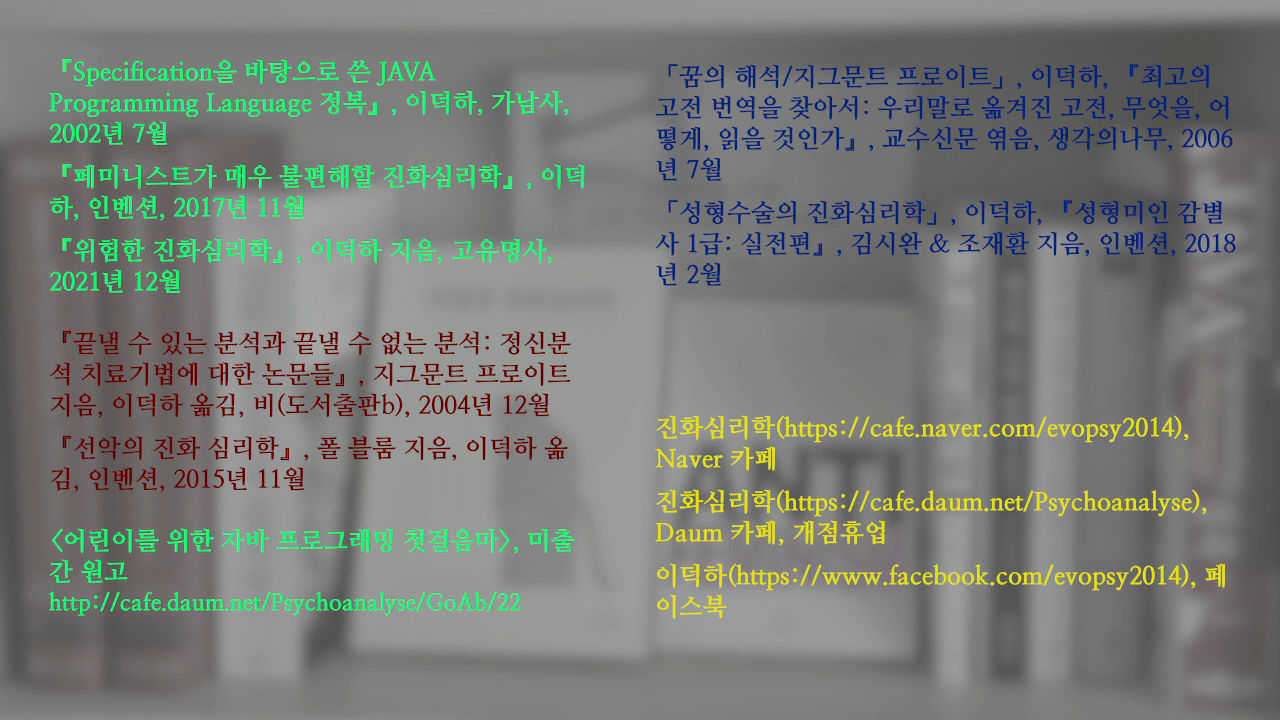 『Specification을 바탕으로 쓴 JAVA
Programming Language 정복』, 이덕하, 가남사,
2002년 7월
『페미니스트가 매우 불편해할 진화심리학』, 이덕
하, 인벤션, 2017년 11월
『위험한 진화심리학』, 이덕하 지음, 고유명사,
2021년 12월
『끝낼 수 있는 분석과 끝낼 수 없는 분석: 정신분
석 치료기법에 대한 논문들』, 지그문트 프로이트
지음, 이덕하 옮김, 비(도서출판b), 2004년 12월
『선악의 진화 심리학』, 폴 블룸 지음, 이덕하 옮
김, 인벤션, 2015년 11월
<어린이를 위한 자바 프로그래밍 첫걸음마>, 미출
간 원고
http://cafe.daum.net/Psychoanalyse/GoAb/22
「꿈의 해석/지그문트 프로이트」, 이덕하, 『최고의
고전 번역을 찾아서: 우리말로 옮겨진 고전, 무엇을, 어
떻게, 읽을 것인가』, 교수신문 엮음, 생각의나무, 2006
년 7월
「성형수술의 진화심리학」, 이덕하, 『성형미인 감별
사 1급: 실전편』, 김시완 & 조재환 지음, 인벤션, 2018
년 2월
진화심리학(https://cafe.naver.com/evopsy2014),
Naver 카페
진화심리학(https://cafe.daum.net/Psychoanalyse),
Daum 카페, 개점휴업
이덕하(https://www.facebook.com/evopsy2014), 페
이스북